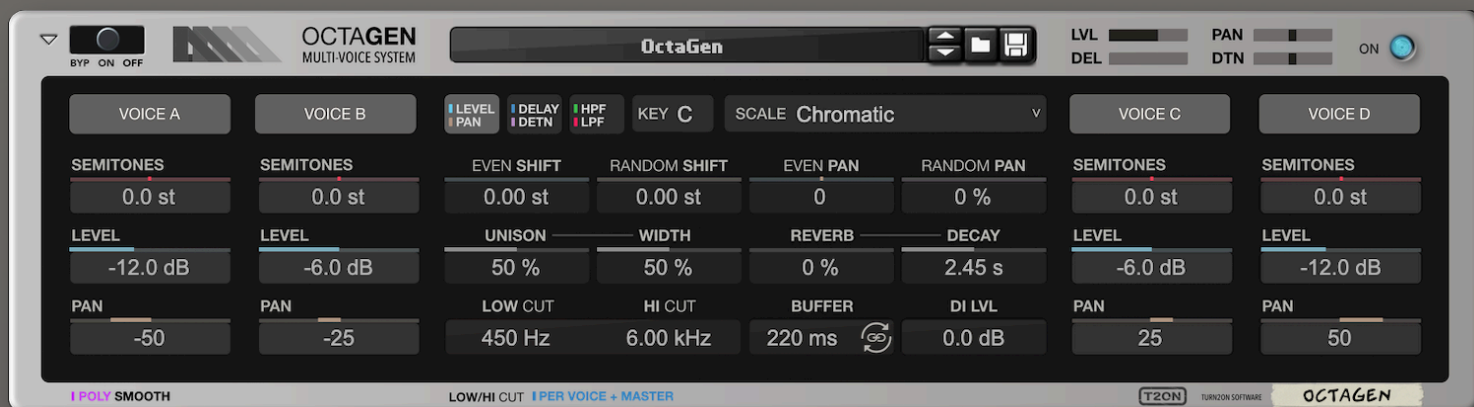 BYP ON OFF
OCTAGEN
MULTI-VOICE SYSTEM
OctaGen
LVL
DEL
PAN
DTN
ON
VOICE A
VOICE B
LEVEL
PAN
DELAY
DETN
HPF
LPF
KEY C
SCALE Chromatic
VOICE C
VOICE D
SEMITONES SEMITONES EVEN SHIFT RANDOM SHIFT EVEN PAN RANDOM PAN SEMITONES SEMITONES
0.0 st 0.0 st 0.00 st 0.00 st 0 0 % 0.0 st 0.0 st
LEVEL LEVEL UNISON WIDTH REVERB DECAY LEVEL LEVEL
-12.0 dB -6.0 dB 50 % 50 % 0 % 2.45 s -6.0 dB -12.0 dB
PAN PAN LOW CUT HI CUT BUFFER DI LVL PAN PAN
-50 -25 450 Hz 6.00 kHz 220 ms 0.0 dB 25 50
POLY SMOOTH
LOW/HI CUT PER VOICE + MASTER
T2ON
TURN2ON SOFTWARE
OCTAGEN